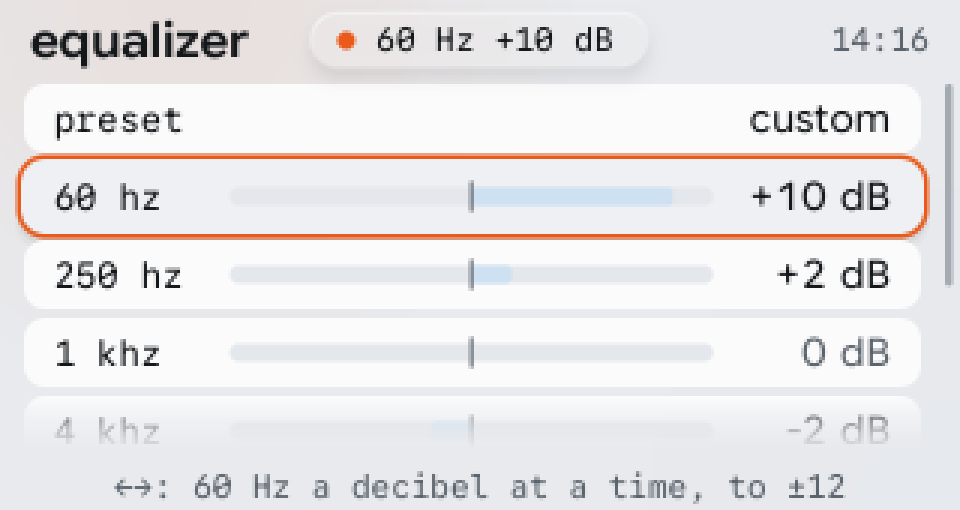 equalizer 60 Hz +10 dB 14:16
preset custom
60 hz +10 dB
250 hz +2 dB
1 khz 0 dB
4 khz -2 dB
↔: 60 Hz a decibel at a time, to ±12